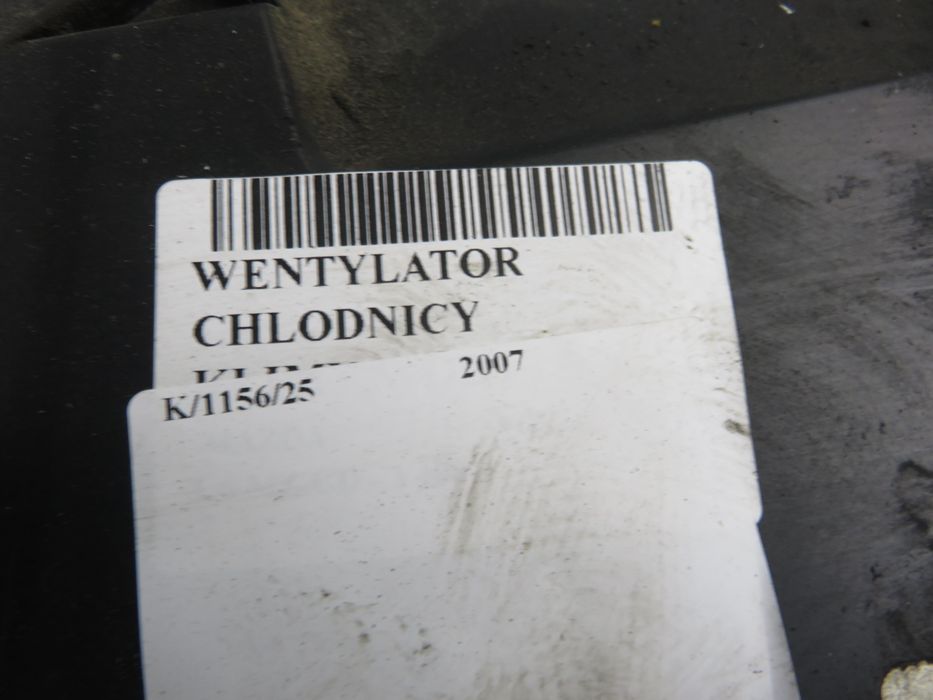 WENTYLATOR
CHLODNICY
K/1156/25 2007